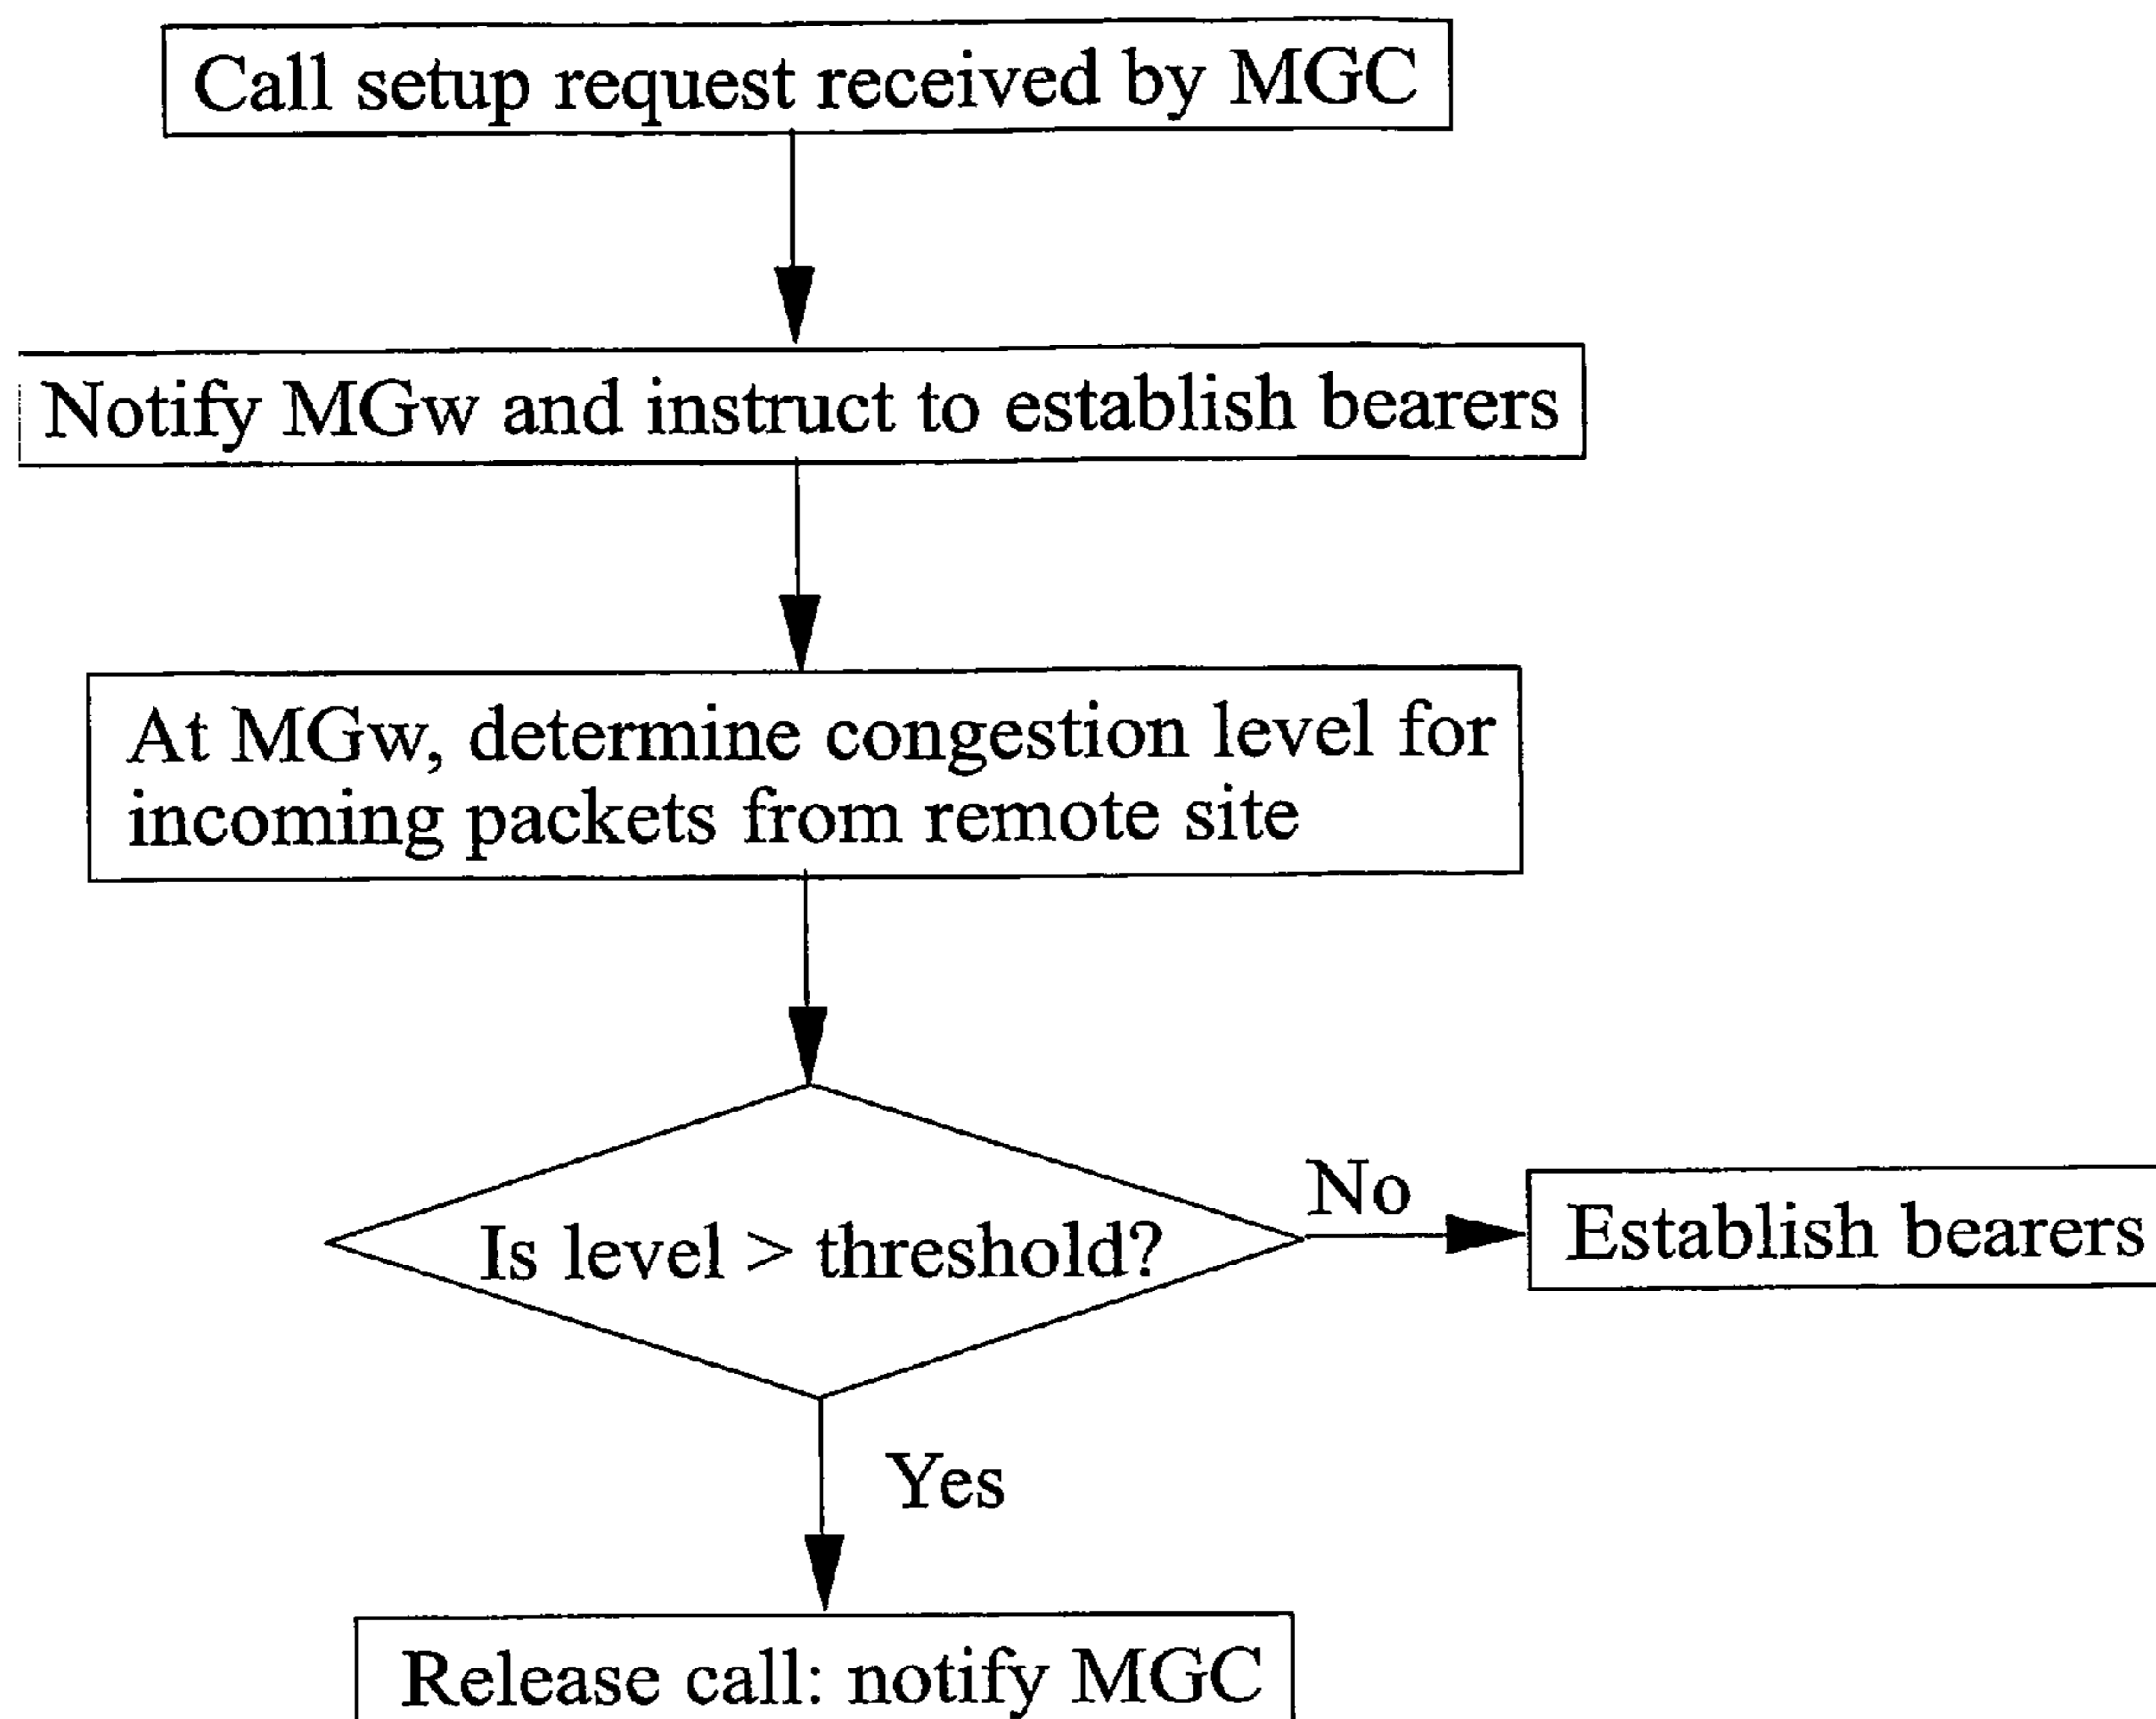 Call setup request received by MGC
Notify MGw and instruct to establish bearers
At MGw, determine congestion level for
incoming packets from remote site
Is level > threshold?
No
Establish bearers
Yes
Release call: notify MGC